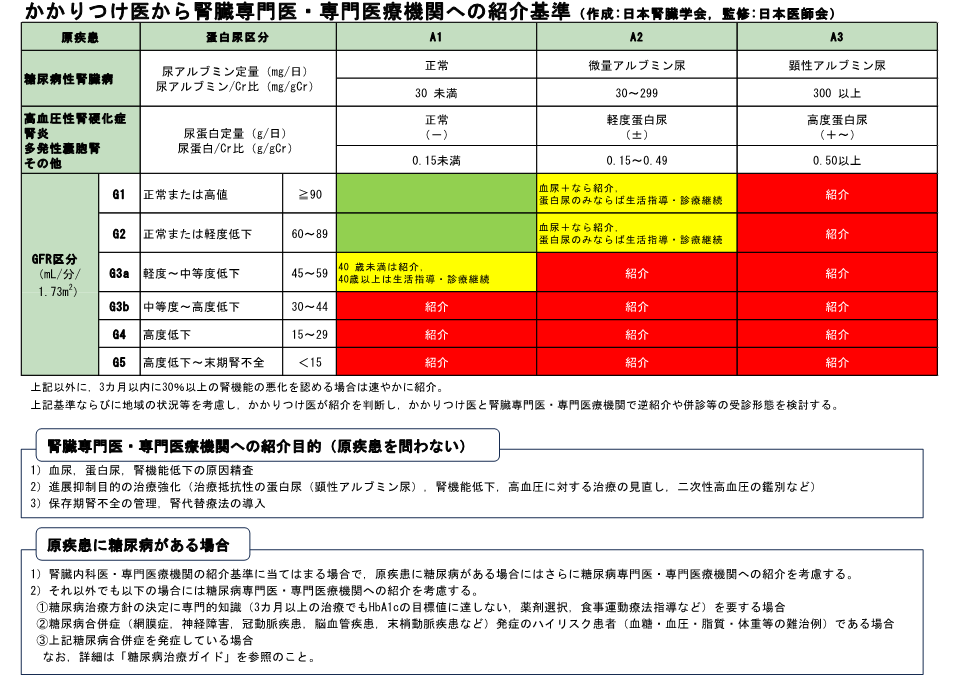 かかりつけ医から腎臓専門医・専門医療機関への紹介基準 (作成:日本腎臓学会, 監修:日本医師会)
原疾患 蛋白尿区分 A1 A2 A3
糖尿病性腎臓病
尿アルブミン定量 (mg/日)
尿アルブミン/Cr比 (mg/gCr)
正常 微量アルブミン尿 顕性アルブミン尿
30 未満 30～299 300 以上
高血圧性腎硬化症
腎炎
多発性嚢胞腎
その他
尿蛋白定量 (g/日)
尿蛋白/Cr比 (g/gCr)
正常
(－)
軽度蛋白尿
(±)
高度蛋白尿
(＋～)
0.15未満 0.15～0.49 0.50以上
GFR区分
(mL/分/
1.73m²)
G1 正常または高値 ≧90
血尿＋なら紹介,
蛋白尿のみならば生活指導・診療継続
紹介
G2 正常または軽度低下 60～89
血尿＋なら紹介,
蛋白尿のみならば生活指導・診療継続
紹介
G3a 軽度～中等度低下 45～59
40 歳未満は紹介,
40歳以上は生活指導・診療継続
紹介 紹介
G3b 中等度～高度低下 30～44 紹介 紹介 紹介
G4 高度低下 15～29 紹介 紹介 紹介
G5 高度低下～末期腎不全 ＜15 紹介 紹介 紹介
上記以外に, 3カ月以内に30%以上の腎機能の悪化を認める場合は速やかに紹介。
上記基準ならびに地域の状況等を考慮し, かかりつけ医が紹介を判断し, かかりつけ医と腎臓専門医・専門医療機関で逆紹介や併診等の受診形態を検討する。
腎臓専門医・専門医療機関への紹介目的（原疾患を問わない）
1) 血尿, 蛋白尿, 腎機能低下の原因精査
2) 進展抑制目的の治療強化（治療抵抗性の蛋白尿（顕性アルブミン尿）, 腎機能低下, 高血圧に対する治療の見直し, 二次性高血圧の鑑別など）
3) 保存期腎不全の管理, 腎代替療法の導入
原疾患に糖尿病がある場合
1) 腎臓内科医・専門医療機関の紹介基準に当てはまる場合で, 原疾患に糖尿病がある場合にはさらに糖尿病専門医・専門医療機関への紹介を考慮する。
2) それ以外でも以下の場合には糖尿病専門医・専門医療機関への紹介を考慮する。
①糖尿病治療方針の決定に専門的知識（3カ月以上の治療でもHbA1cの目標値に達しない, 薬剤選択, 食事運動療法指導など）を要する場合
②糖尿病合併症（網膜症, 神経障害, 冠動脈疾患, 脳血管疾患, 末梢動脈疾患など）発症のハイリスク患者（血糖・血圧・脂質・体重等の難治例）である場合
③上記糖尿病合併症を発症している場合
なお, 詳細は「糖尿病治療ガイド」を参照のこと。